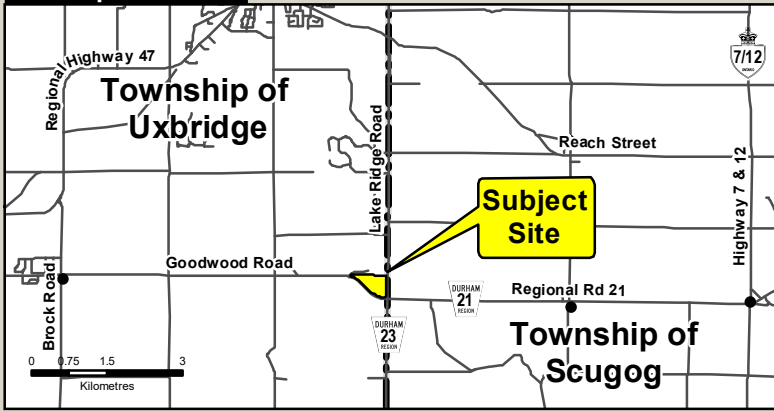 Regional Highway 47
Township of
Uxbridge
Lake Ridge Road
7/12
ONTARIO
Reach Street
Highway 7 & 12
Subject
Site
Goodwood Road
Brock Road
DURHAM
21
REGION
Regional Rd 21
DURHAM
23
REGION
Township of
Scugog
0 0.75 1.5 3
Kilometres